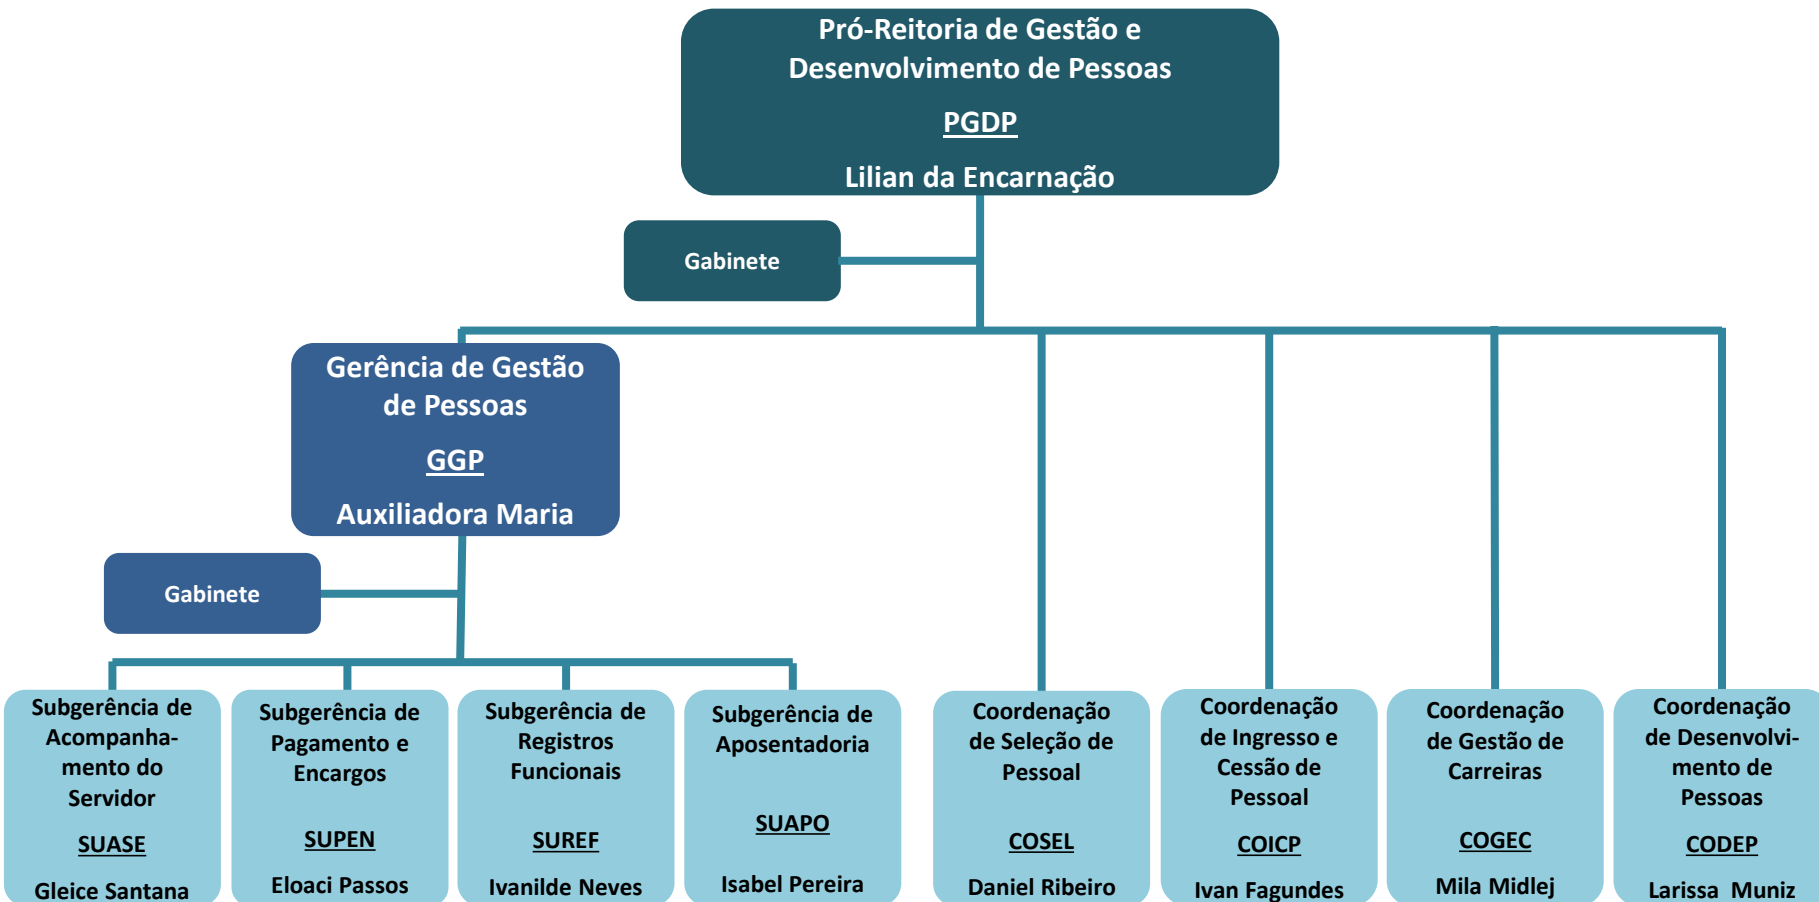 Pró-Reitoria de Gestão e
Desenvolvimento de Pessoas
PGDP
Lilian da Encarnação
Gabinete
Gerência de Gestão
de Pessoas
GGP
Auxiliadora Maria
Gabinete
Subgerência de
Acompanha-
mento do
Servidor
SUASE
Gleice Santana
Subgerência de
Pagamento e
Encargos
SUPEN
Eloaci Passos
Subgerência de
Registros
Funcionais
SUREF
Ivanilde Neves
Subgerência de
Aposentadoria
SUAPO
Isabel Pereira
Coordenação
de Seleção de
Pessoal
COSEL
Daniel Ribeiro
Coordenação
de Ingresso e
Cessão de
Pessoal
COICP
Ivan Fagundes
Coordenação
de Gestão de
Carreiras
COGEC
Mila Midlej
Coordenação
de Desenvolvi-
mento de
Pessoas
CODEP
Larissa  Muniz